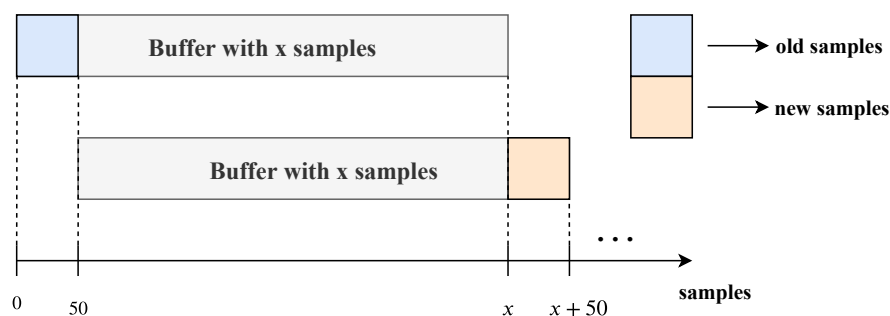 Buffer with x samples
old samples
new samples
Buffer with x samples
...
0
50
x
x + 50
samples